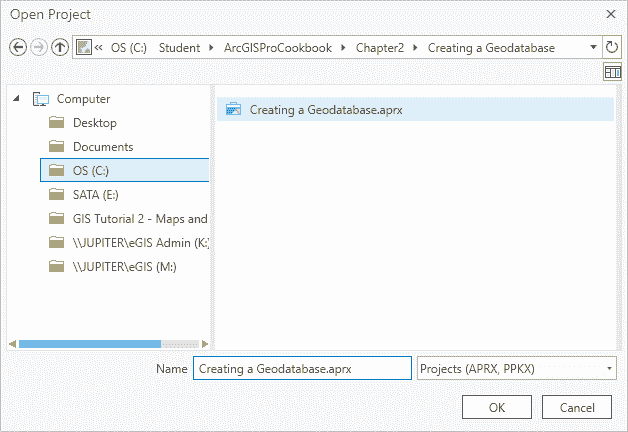 Open Project
OS (C:) Student ArcGISProCookbook Chapter2 Creating a Geodatabase
Computer
Desktop
Documents
OS (C:)
SATA (E:)
GIS Tutorial 2 - Maps and
\\JUPITER\eGIS Admin (K:)
\\JUPITER\eGIS (M:)
Creating a Geodatabase.aprx
Name Creating a Geodatabase.aprx Projects (APRX, PPKX)
OK Cancel